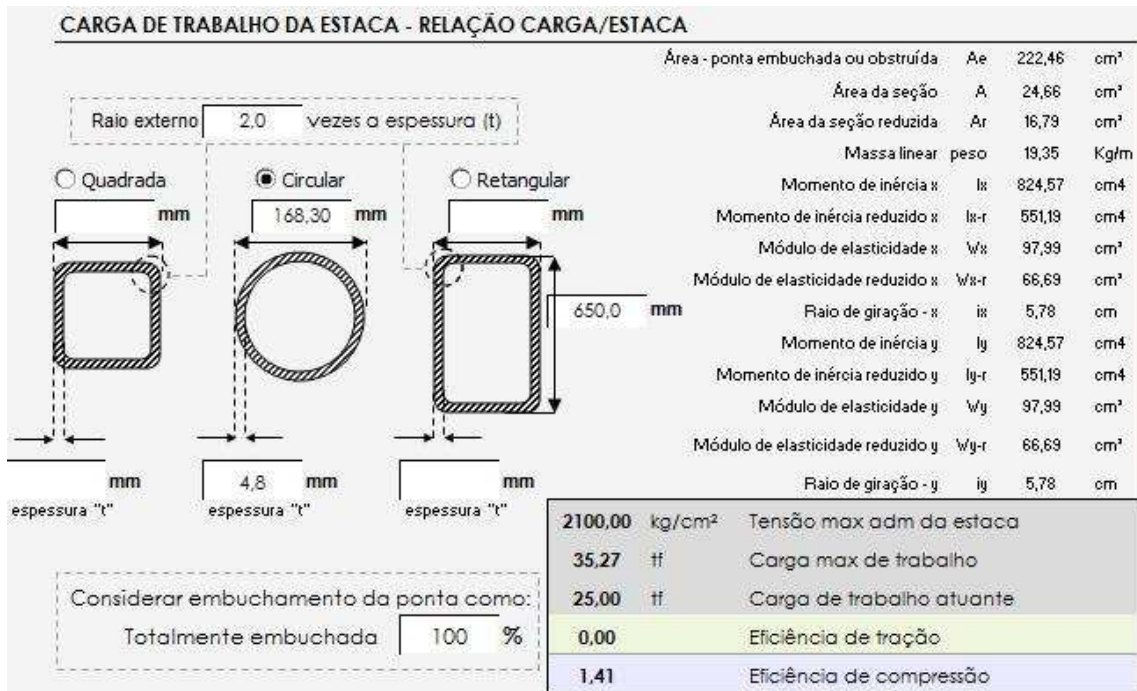 CARGA DE TRABALHO DA ESTACA - RELAÇÃO CARGA/ESTACA
Área - ponta embuchada ou obstruída Ae 222,46 cm²
Área da seção A 24,66 cm²
Área da seção reduzida Ar 16,79 cm²
Massa linear peso 19,35 Kg/m
Momento de inércia x Ix 824,57 cm4
Momento de inércia reduzido x Ix-r 551,19 cm4
Módulo de elasticidade x Wx 97,99 cm³
Módulo de elasticidade reduzido x Wx-r 66,69 cm³
Raio de giração - x ix 5,78 cm
Momento de inércia y Iy 824,57 cm4
Momento de inércia reduzido y Iy-r 551,19 cm4
Módulo de elasticidade y Wy 97,99 cm³
Módulo de elasticidade reduzido y Wy-r 66,69 cm³
Raio de giração - y iy 5,78 cm
Raio externo 2,0 vezes a espessura (t)
Quadrada Circular Retangular
mm 168,30 mm mm
650,0 mm
mm 4,8 mm mm
espessura "t" espessura "t" espessura "t"
2100,00 kg/cm² Tensão max adm da estaca
35,27 tf Carga max de trabalho
25,00 tf Carga de trabalho atuante
0,00 Eficiência de tração
1,41 Eficiência de compressão
Considerar embuchamento da ponta como:
Totalmente embuchada 100 %